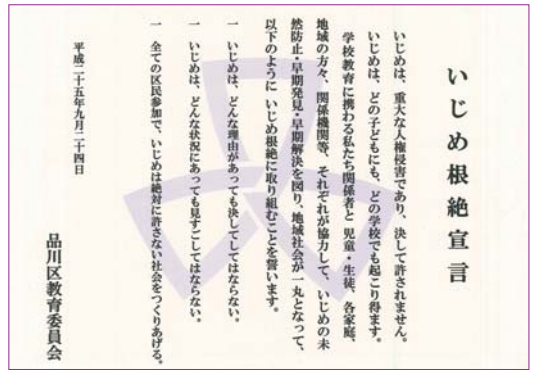 いじめ根絶宣言
いじめは、重大な人権侵害であり、決して許されません。
いじめは、どの子どもにも、どの学校でも起こり得ます。
学校教育に携わる私たち関係者と 児童・生徒、各家庭、
地域の方々、関係機関等、それぞれが協力して、いじめの未
然防止・早期発見・早期解決を図り、地域社会が一丸となって、
以下のように いじめ根絶に取り組むことを誓います。
一 いじめは、どんな理由があっても決してしてはならない。
一 いじめは、どんな状況にあっても見すごしてはならない。
一 全ての区民参加で、いじめは絶対に許さない社会をつくりあげる。
平成二十五年九月二十四日
品川区教育委員会